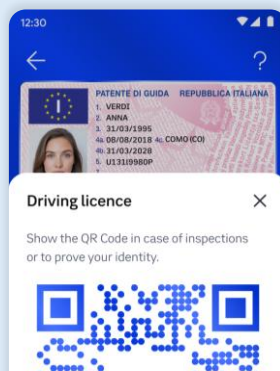 12:30
?
I
PATENTE DI GUIDA REPUBBLICA ITALIANA
1. VERDI
2. ANNA
3. 31/03/1995
4a. 08/08/2018 4c. COMO (CO)
4b. 31/03/2028
5. U131I9980P
Driving licence
Show the QR Code in case of inspections
or to prove your identity.